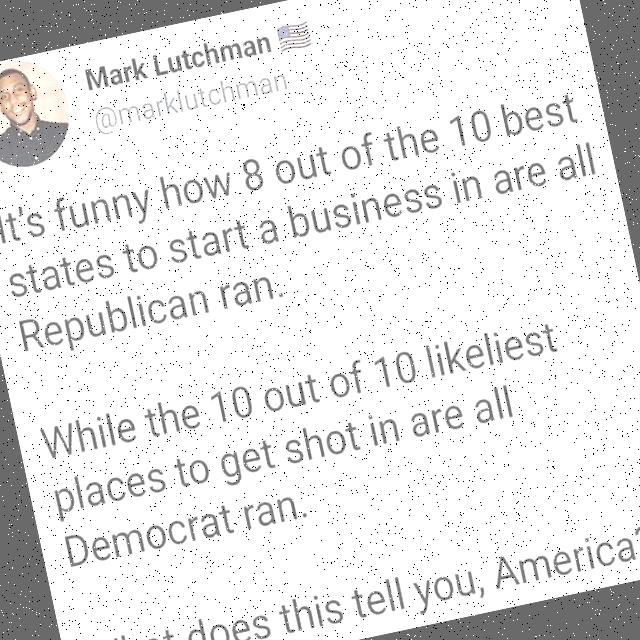 Mark Lutchman 🇺🇸
@marklutchman
It's funny how 8 out of the 10 best
states to start a business in are all
Republican ran.
While the 10 out of 10 likeliest
places to get shot in are all
Democrat ran.
does this tell you, America?